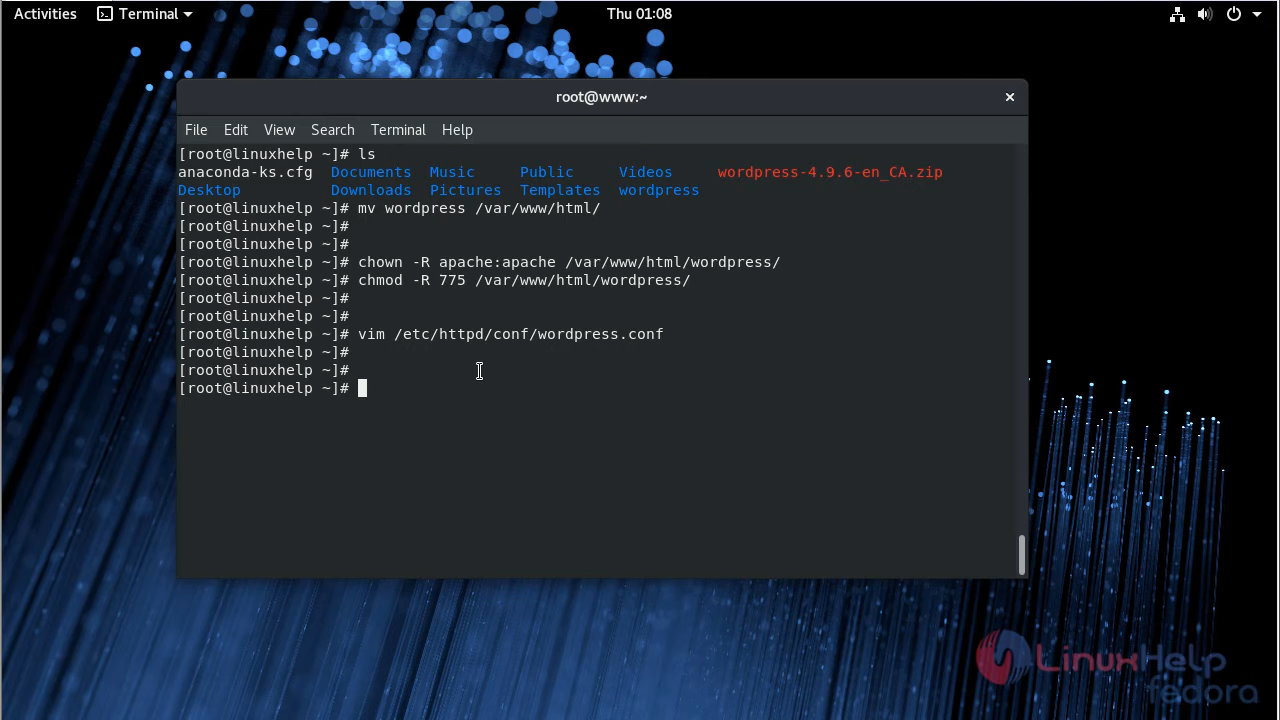 Activities Terminal Thu 01:08
root@www:~
File Edit View Search Terminal Help
[root@linuxhelp ~]# ls
anaconda-ks.cfg Documents Music Public Videos wordpress-4.9.6-en_CA.zip
Desktop Downloads Pictures Templates wordpress
[root@linuxhelp ~]# mv wordpress /var/www/html/
[root@linuxhelp ~]#
[root@linuxhelp ~]#
[root@linuxhelp ~]# chown -R apache:apache /var/www/html/wordpress/
[root@linuxhelp ~]# chmod -R 775 /var/www/html/wordpress/
[root@linuxhelp ~]#
[root@linuxhelp ~]#
[root@linuxhelp ~]# vim /etc/httpd/conf/wordpress.conf
[root@linuxhelp ~]#
[root@linuxhelp ~]#
[root@linuxhelp ~]#
LinuxHelp
fedora